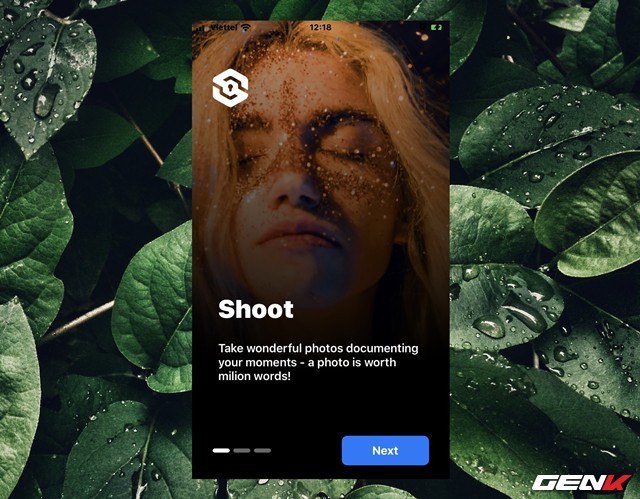 Viettel 12:18
Shoot
Take wonderful photos documenting
your moments - a photo is worth
milion words!
Next
GENK